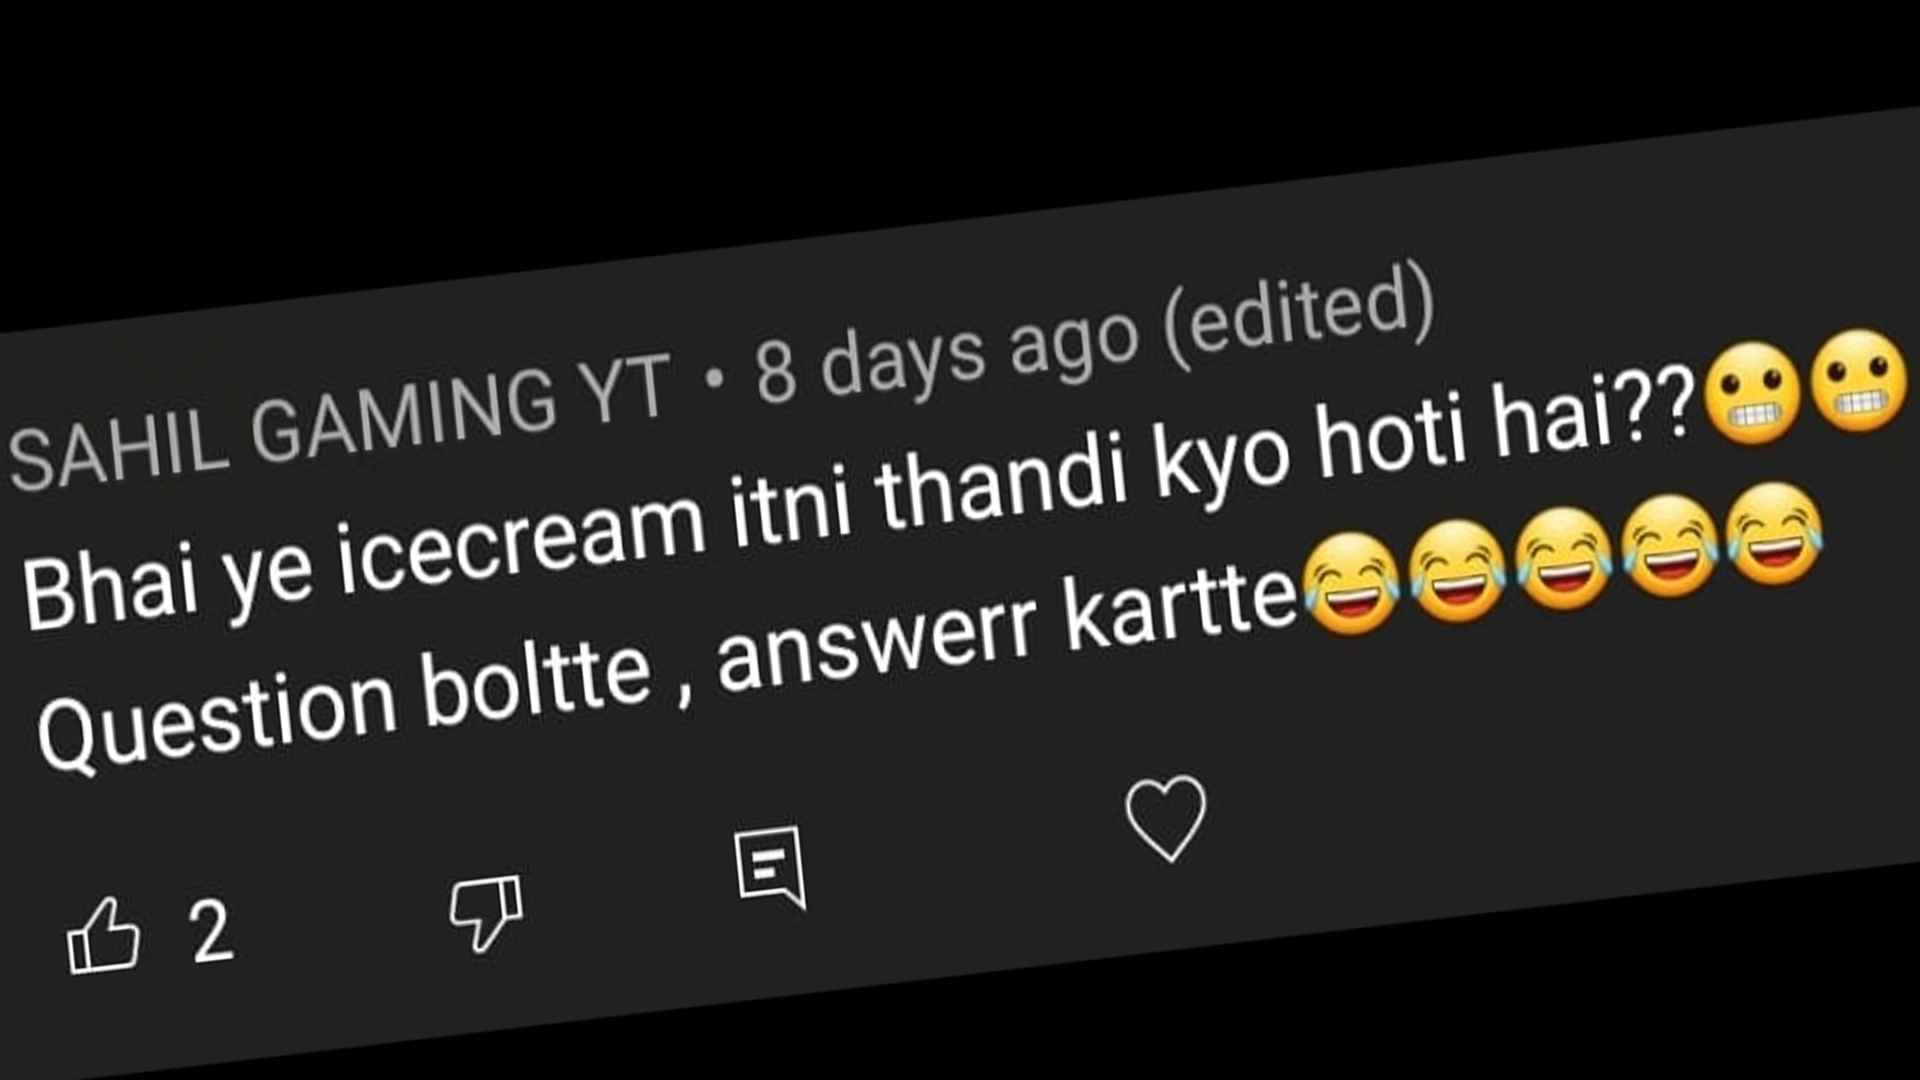 SAHIL GAMING YT • 8 days ago (edited)
Bhai ye icecream itni thandi kyo hoti hai??😬😬
Question boltte , answerr kartte😂😂😂😂😂
2